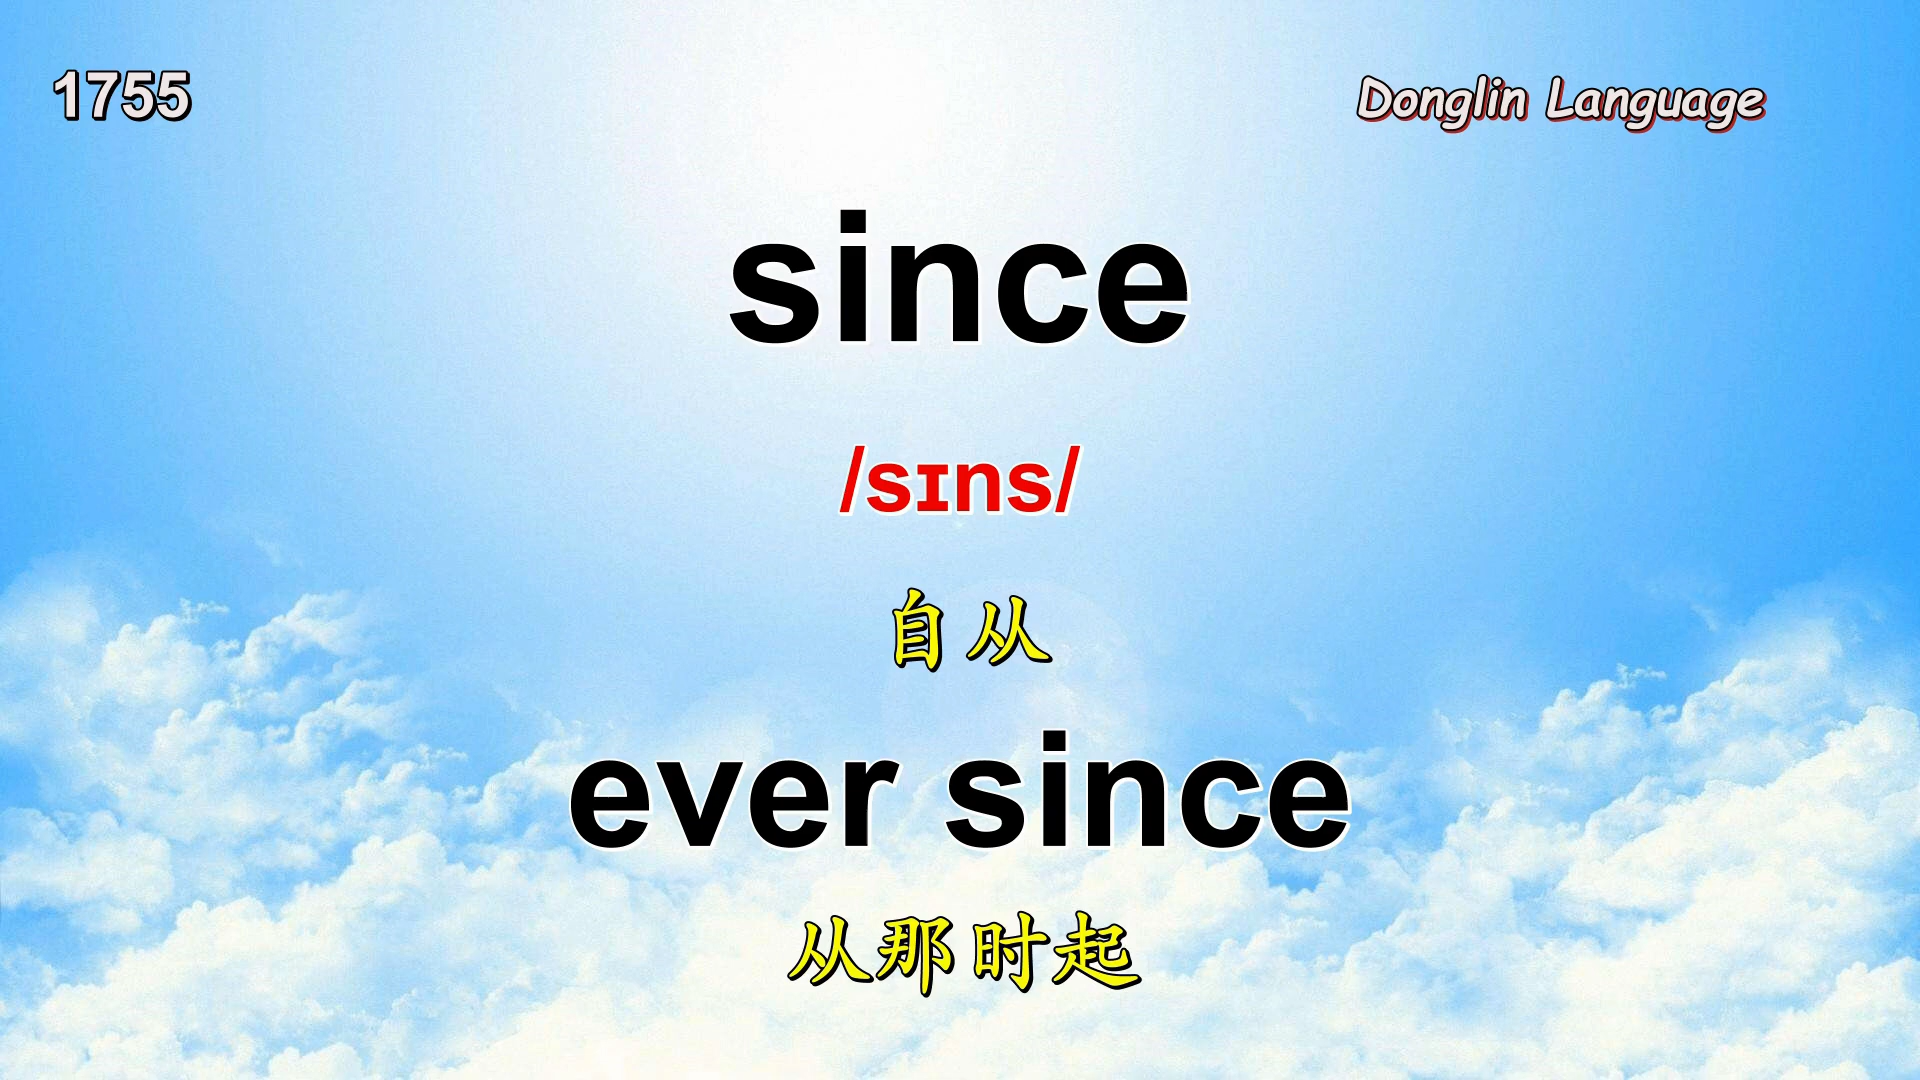 1755
Donglin Language
since
/sɪns/
自从
ever since
从那时起